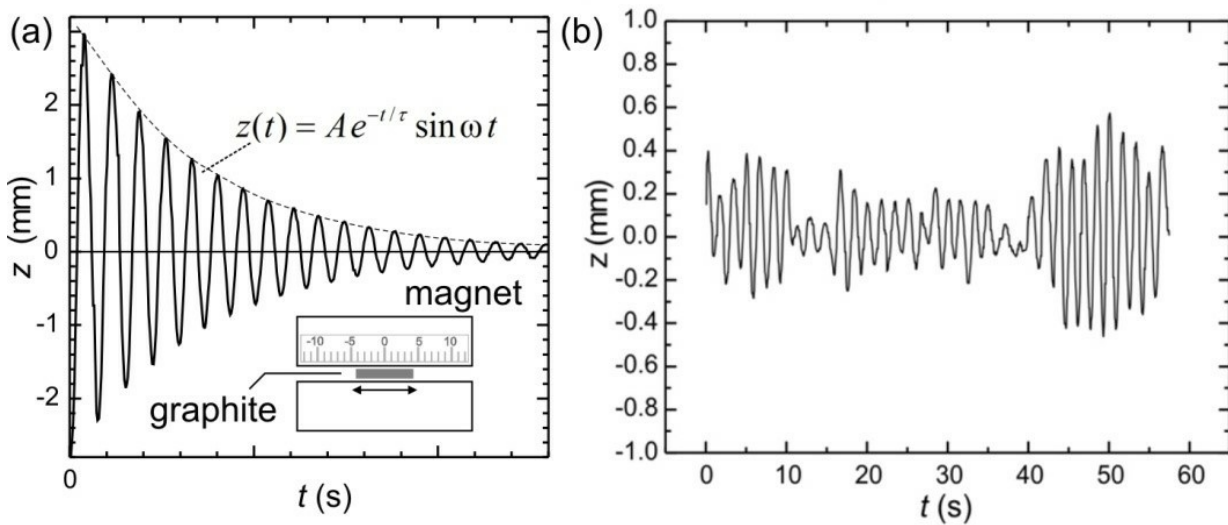 (a)
2
1
0
-1
-2
z (mm)
z(t) = Ae^{-t/τ} sin ω t
magnet
-10 -5 0 5 10
graphite
0
t (s)
(b)
1.0
0.8
0.6
0.4
0.2
0.0
-0.2
-0.4
-0.6
-0.8
-1.0
z (mm)
0 10 20 30 40 50 60
t (s)